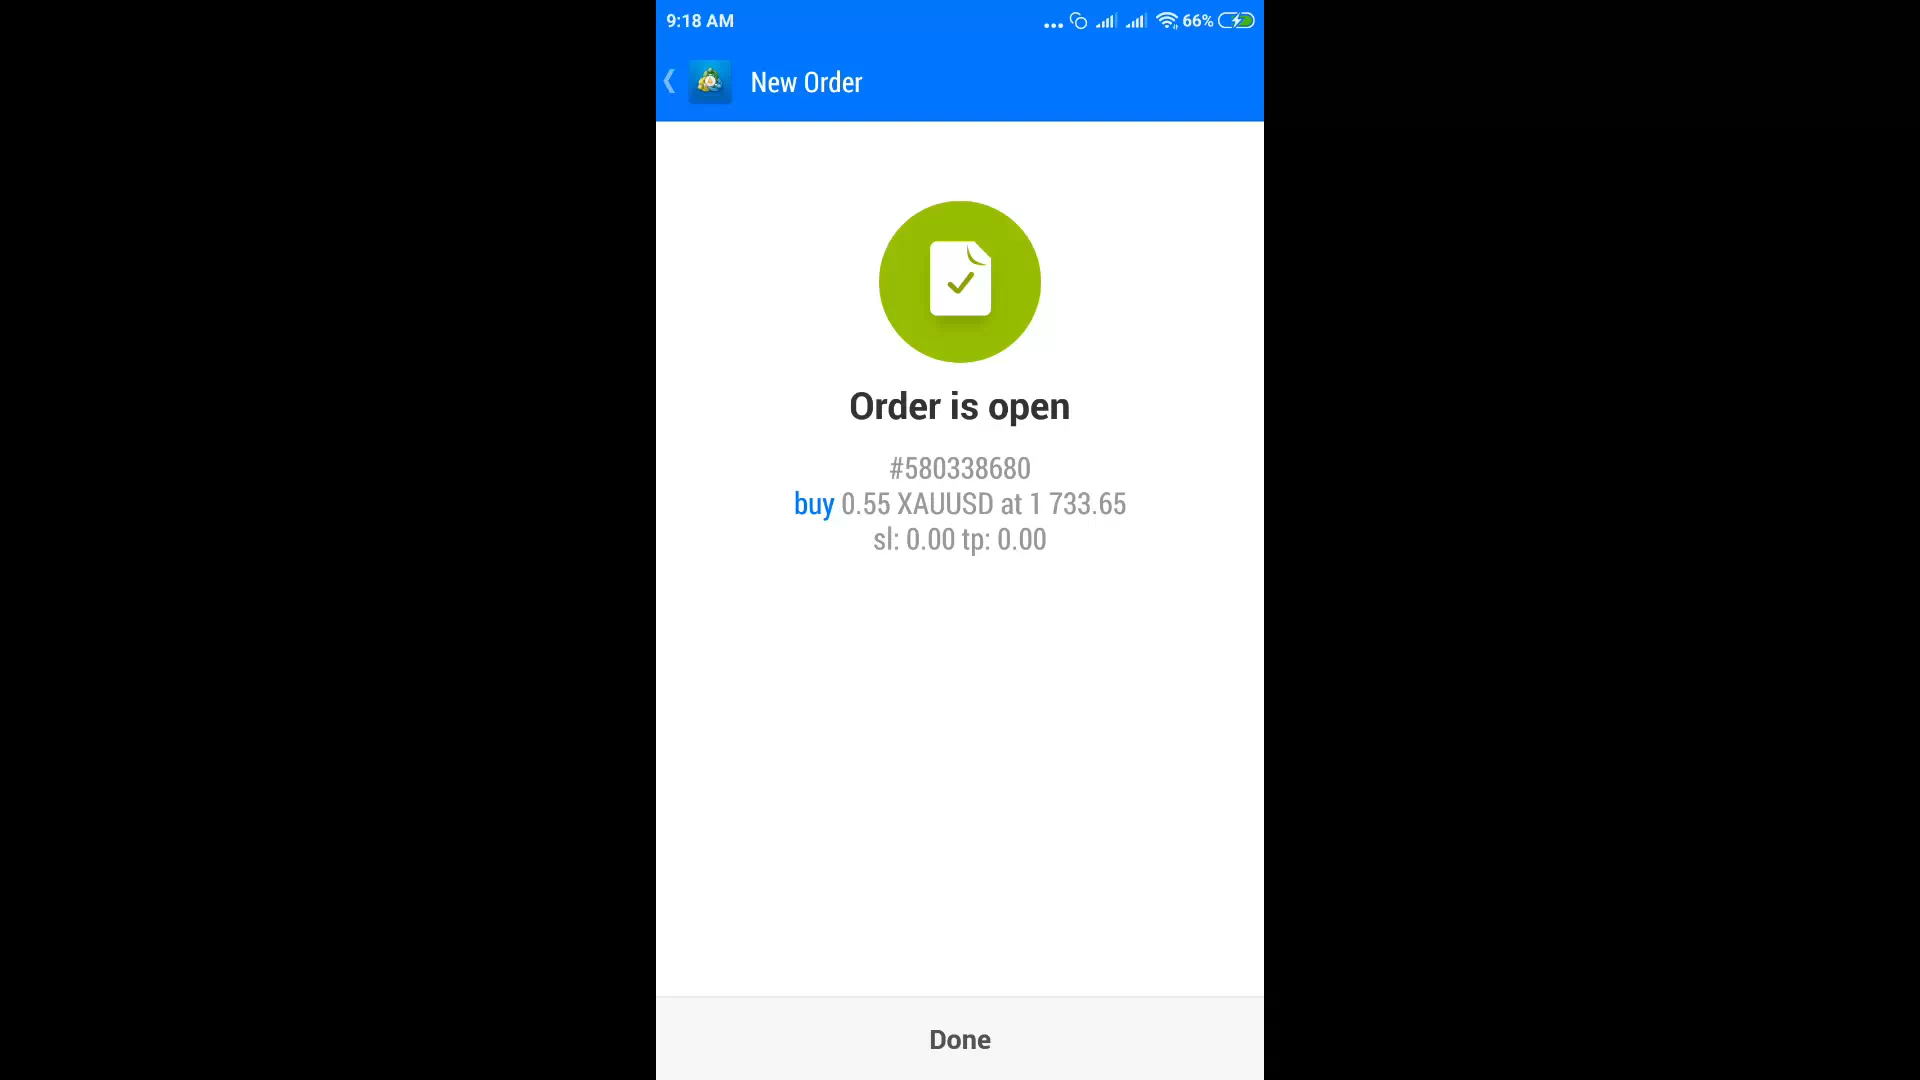 9:18 AM
66%
New Order
Order is open
#580338680
buy 0.55 XAUUSD at 1 733.65
sl: 0.00 tp: 0.00
Done